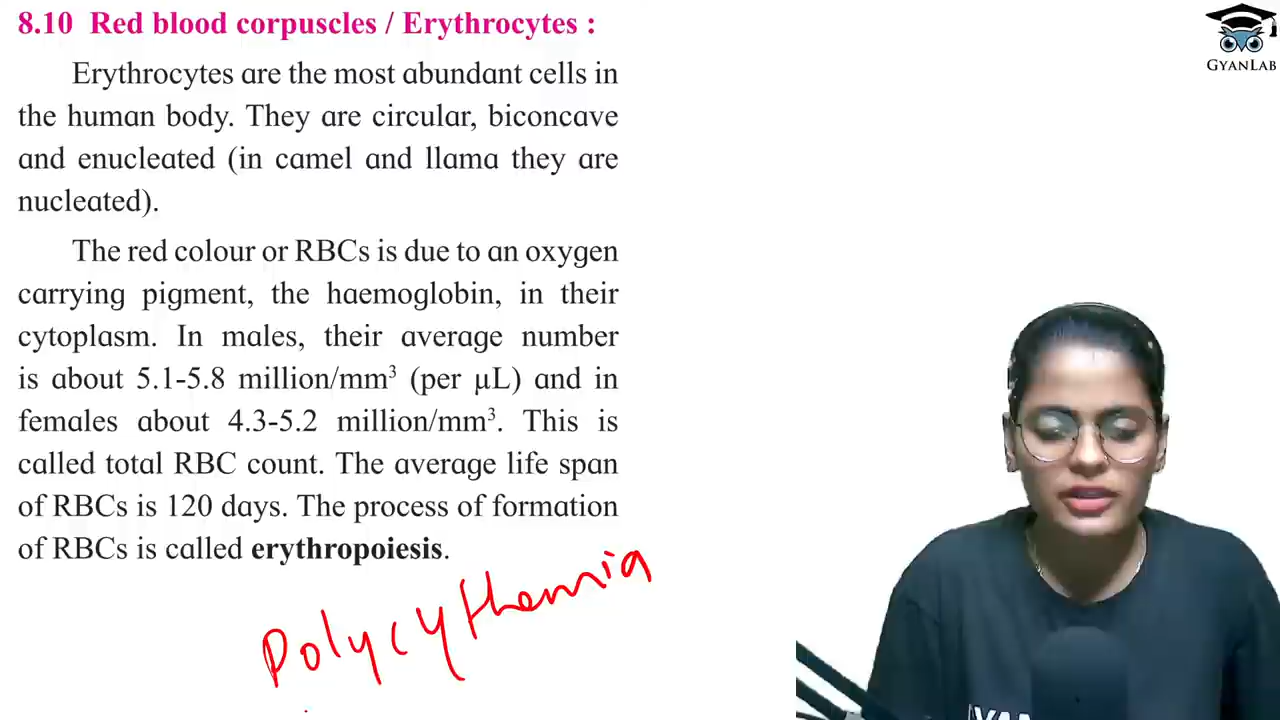 8.10 Red blood corpuscles / Erythrocytes :
Erythrocytes are the most abundant cells in
the human body. They are circular, biconcave
and enucleated (in camel and llama they are
nucleated).
The red colour or RBCs is due to an oxygen
carrying pigment, the haemoglobin, in their
cytoplasm. In males, their average number
is about 5.1-5.8 million/mm³ (per µL) and in
females about 4.3-5.2 million/mm³. This is
called total RBC count. The average life span
of RBCs is 120 days. The process of formation
of RBCs is called erythropoiesis.
Polycythemia
GYANLAB